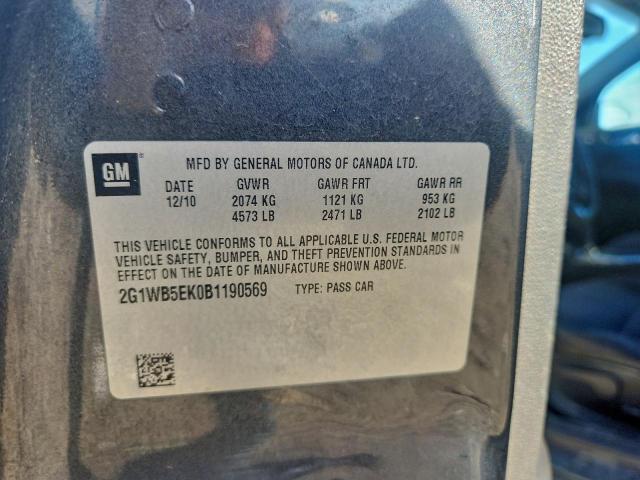 GM
MFD BY GENERAL MOTORS OF CANADA LTD.
DATE GVWR GAWR FRT GAWR RR
12/10 2074 KG 1121 KG 953 KG
4573 LB 2471 LB 2102 LB
THIS VEHICLE CONFORMS TO ALL APPLICABLE U.S. FEDERAL MOTOR
VEHICLE SAFETY, BUMPER, AND THEFT PREVENTION STANDARDS IN
EFFECT ON THE DATE OF MANUFACTURE SHOWN ABOVE.
2G1WB5EK0B1190569 TYPE: PASS CAR